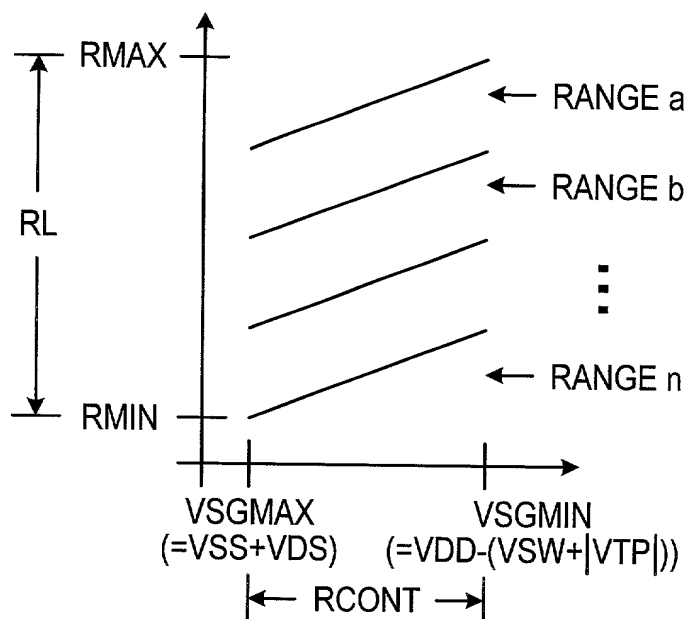 RMAX
RANGE a
RANGE b
RL
RANGE n
RMIN
VSGMAX
(=VSS+VDS)
VSGMIN
(=VDD-(VSW+|VTP|))
RCONT